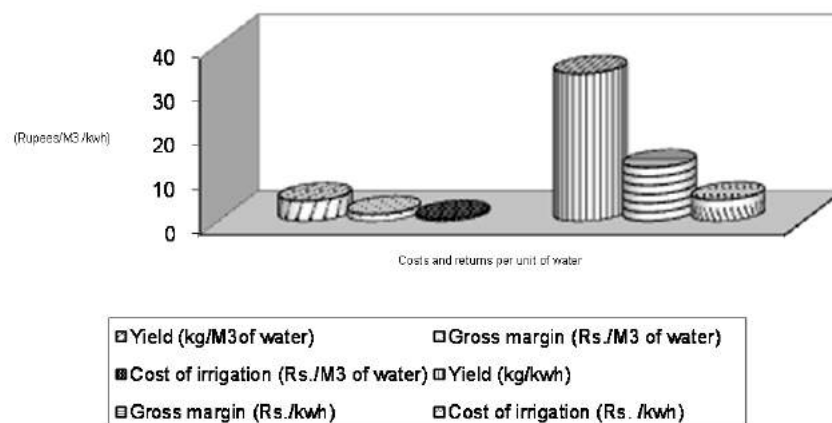 40
30
(Rupees/M3/kwh)
20
10
0
Costs and returns per unit of water
Yield (kg/M3of water) Gross margin (Rs./M3 of water)
Cost of irrigation (Rs./M3 of water) Yield (kg/kwh)
Gross margin (Rs./kwh) Cost of irrigation (Rs. /kwh)